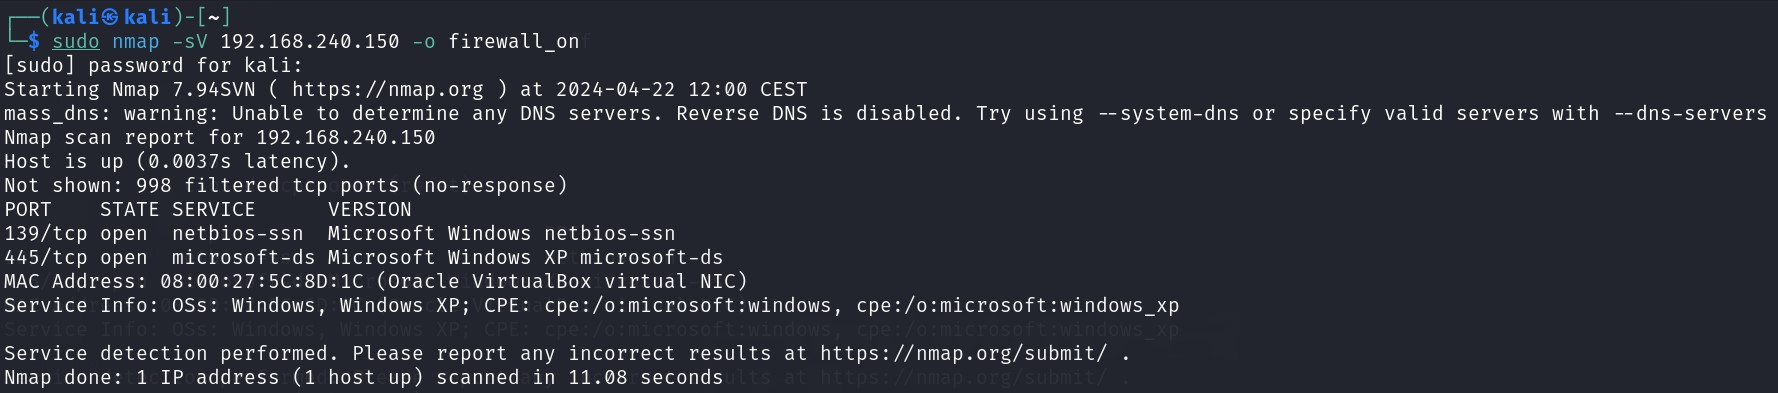 ┌──(kali㉿kali)-[~]
└─$ sudo nmap -sV 192.168.240.150 -o firewall_on
[sudo] password for kali:
Starting Nmap 7.94SVN ( https://nmap.org ) at 2024-04-22 12:00 CEST
mass_dns: warning: Unable to determine any DNS servers. Reverse DNS is disabled. Try using --system-dns or specify valid servers with --dns-servers
Nmap scan report for 192.168.240.150
Host is up (0.0037s latency).
Not shown: 998 filtered tcp ports (no-response)
PORT    STATE SERVICE      VERSION
139/tcp open  netbios-ssn  Microsoft Windows netbios-ssn
445/tcp open  microsoft-ds Microsoft Windows XP microsoft-ds
MAC Address: 08:00:27:5C:8D:1C (Oracle VirtualBox virtual NIC)
Service Info: OSs: Windows, Windows XP; CPE: cpe:/o:microsoft:windows, cpe:/o:microsoft:windows_xp
Service detection performed. Please report any incorrect results at https://nmap.org/submit/ .
Nmap done: 1 IP address (1 host up) scanned in 11.08 seconds